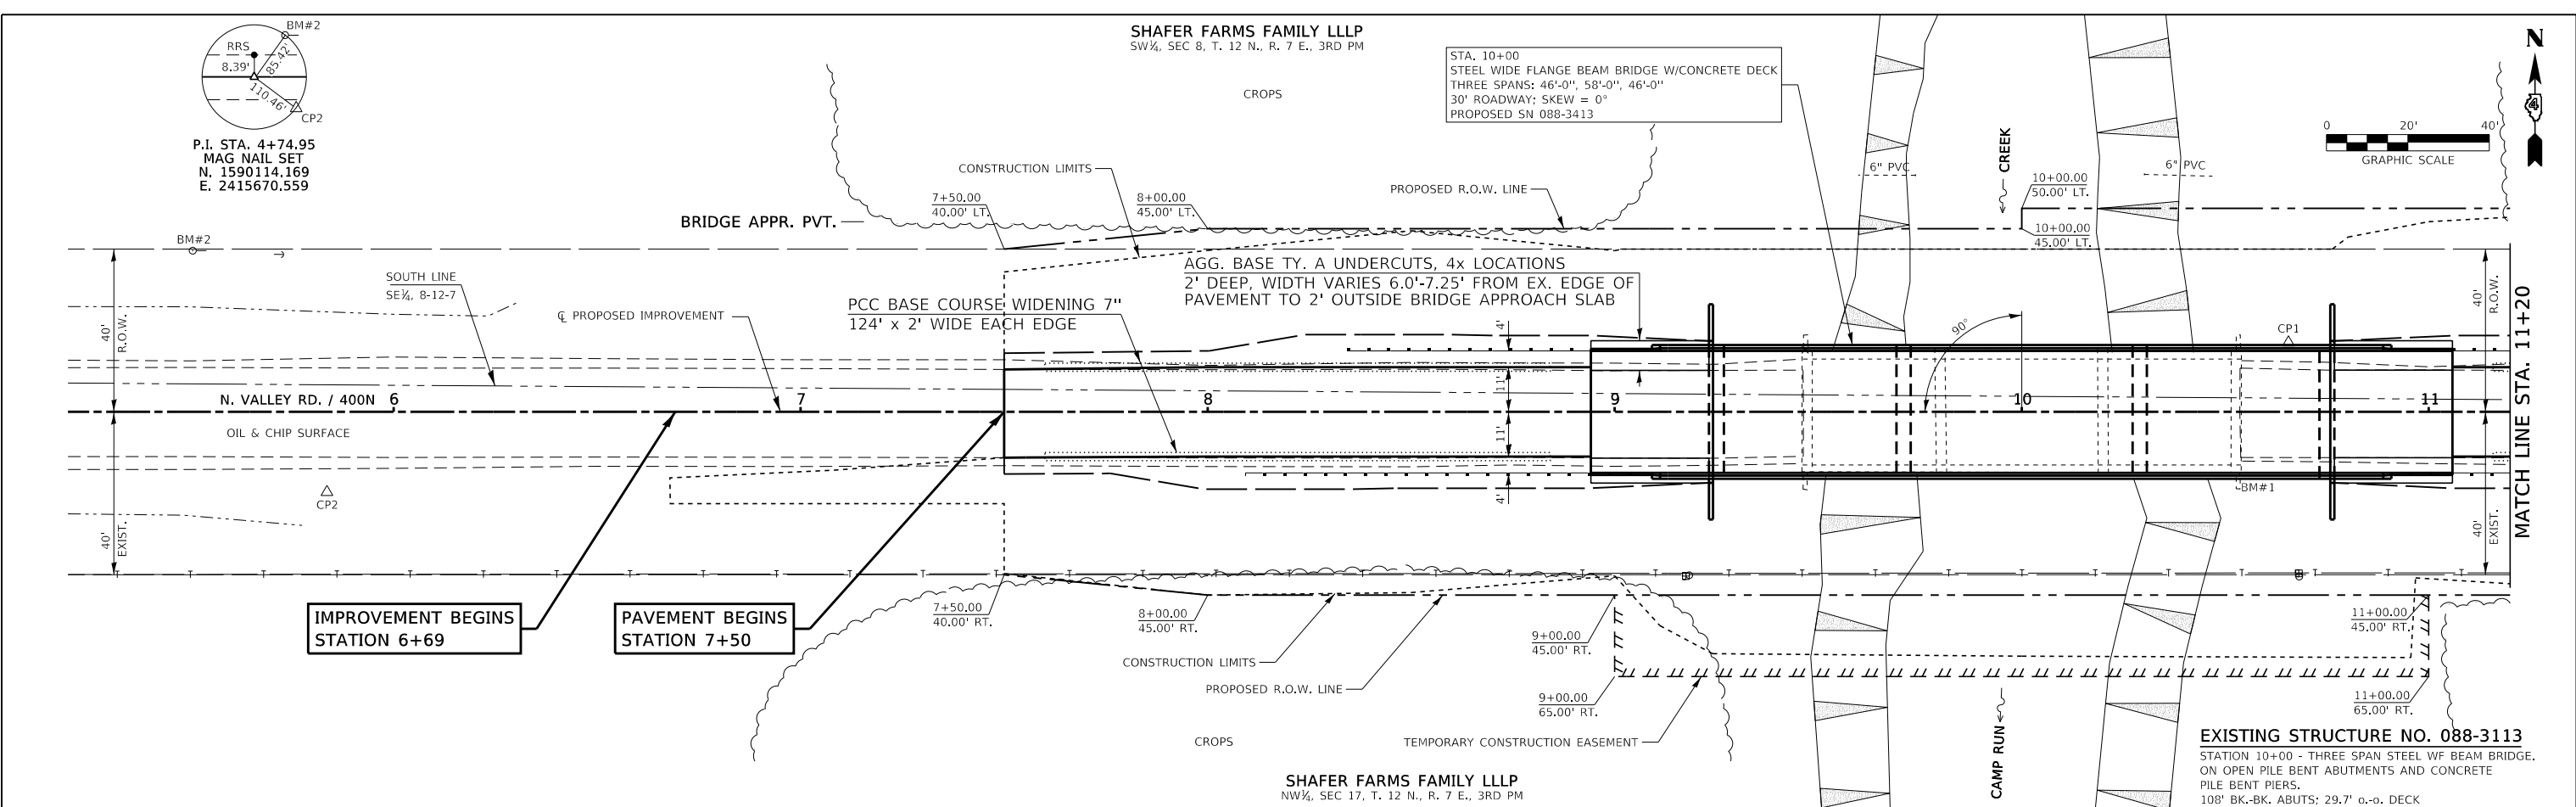 BM#2
RRS
8.39'
85.42'
110.46'
CP2
P.I. STA. 4+74.95
MAG NAIL SET
N. 1590114.169
E. 2415670.559
SHAFER FARMS FAMILY LLLP
SW¼, SEC 8, T. 12 N., R. 7 E., 3RD PM
CROPS
STA. 10+00
STEEL WIDE FLANGE BEAM BRIDGE W/CONCRETE DECK
THREE SPANS: 46'-0", 58'-0", 46'-0"
30' ROADWAY; SKEW = 0°
PROPOSED SN 088-3413
N
4
0 20' 40'
GRAPHIC SCALE
CREEK
6" PVC
6" PVC
CONSTRUCTION LIMITS
PROPOSED R.O.W. LINE
7+50.00
40.00' LT.
8+00.00
45.00' LT.
10+00.00
50.00' LT.
10+00.00
45.00' LT.
BRIDGE APPR. PVT.
BM#2
SOUTH LINE
SE¼, 8-12-7
℄ PROPOSED IMPROVEMENT
PCC BASE COURSE WIDENING 7"
124' x 2' WIDE EACH EDGE
AGG. BASE TY. A UNDERCUTS, 4x LOCATIONS
2' DEEP, WIDTH VARIES 6.0'-7.25' FROM EX. EDGE OF
PAVEMENT TO 2' OUTSIDE BRIDGE APPROACH SLAB
40'
R.O.W.
40'
R.O.W.
4'
90°
CP1
11'
N. VALLEY RD. / 400N
6
7
8
9
10
11
OIL & CHIP SURFACE
11'
4'
CP2
BM#1
40'
EXIST.
40'
EXIST.
MATCH LINE STA. 11+20
IMPROVEMENT BEGINS
STATION 6+69
PAVEMENT BEGINS
STATION 7+50
7+50.00
40.00' RT.
8+00.00
45.00' RT.
9+00.00
45.00' RT.
11+00.00
45.00' RT.
CONSTRUCTION LIMITS
PROPOSED R.O.W. LINE
9+00.00
65.00' RT.
11+00.00
65.00' RT.
CROPS
TEMPORARY CONSTRUCTION EASEMENT
CAMP RUN
SHAFER FARMS FAMILY LLLP
NW¼, SEC 17, T. 12 N., R. 7 E., 3RD PM
EXISTING STRUCTURE NO. 088-3113
STATION 10+00 - THREE SPAN STEEL WF BEAM BRIDGE.
ON OPEN PILE BENT ABUTMENTS AND CONCRETE
PILE BENT PIERS.
108' BK.-BK. ABUTS; 29.7' o.-o. DECK